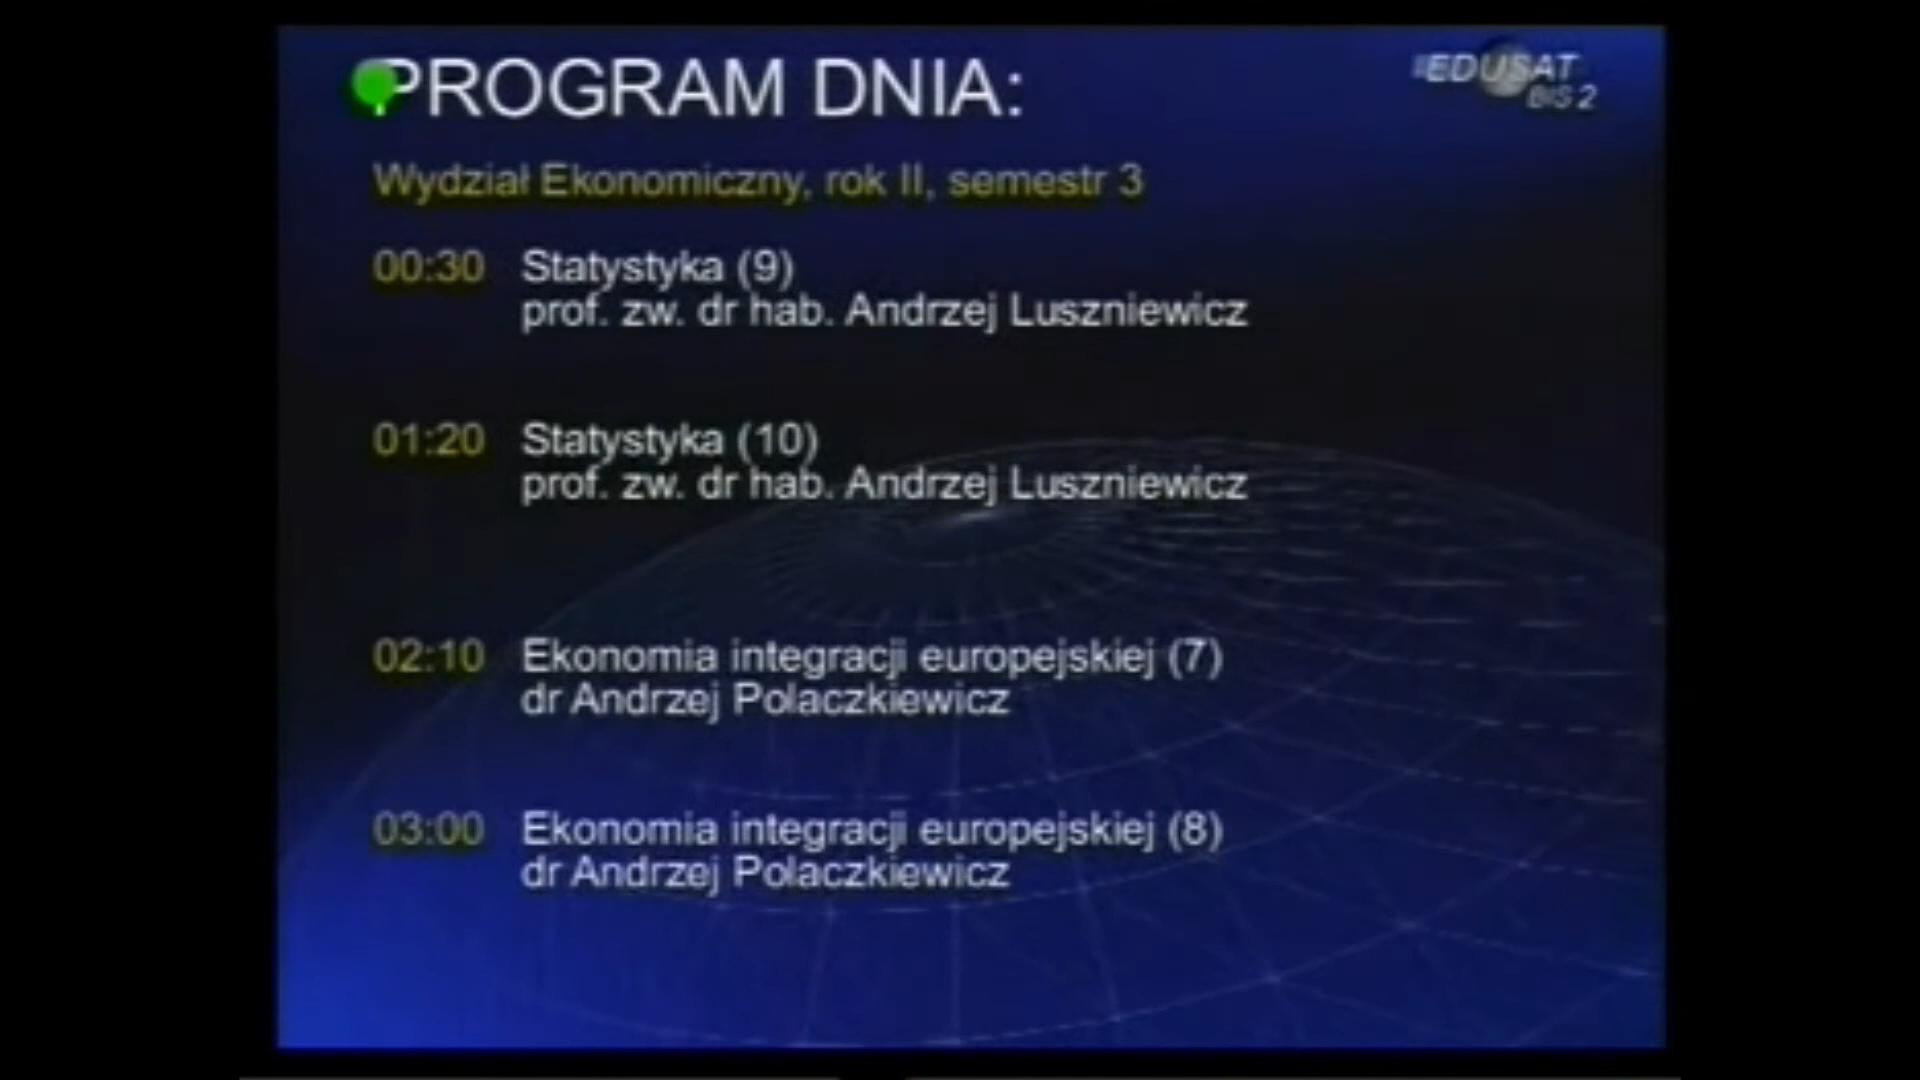 PROGRAM DNIA:
EDUSAT
BIS 2
Wydział Ekonomiczny, rok II, semestr 3
00:30 Statystyka (9)
prof. zw. dr hab. Andrzej Luszniewicz
01:20 Statystyka (10)
prof. zw. dr hab. Andrzej Luszniewicz
02:10 Ekonomia integracji europejskiej (7)
dr Andrzej Polaczkiewicz
03:00 Ekonomia integracji europejskiej (8)
dr Andrzej Polaczkiewicz